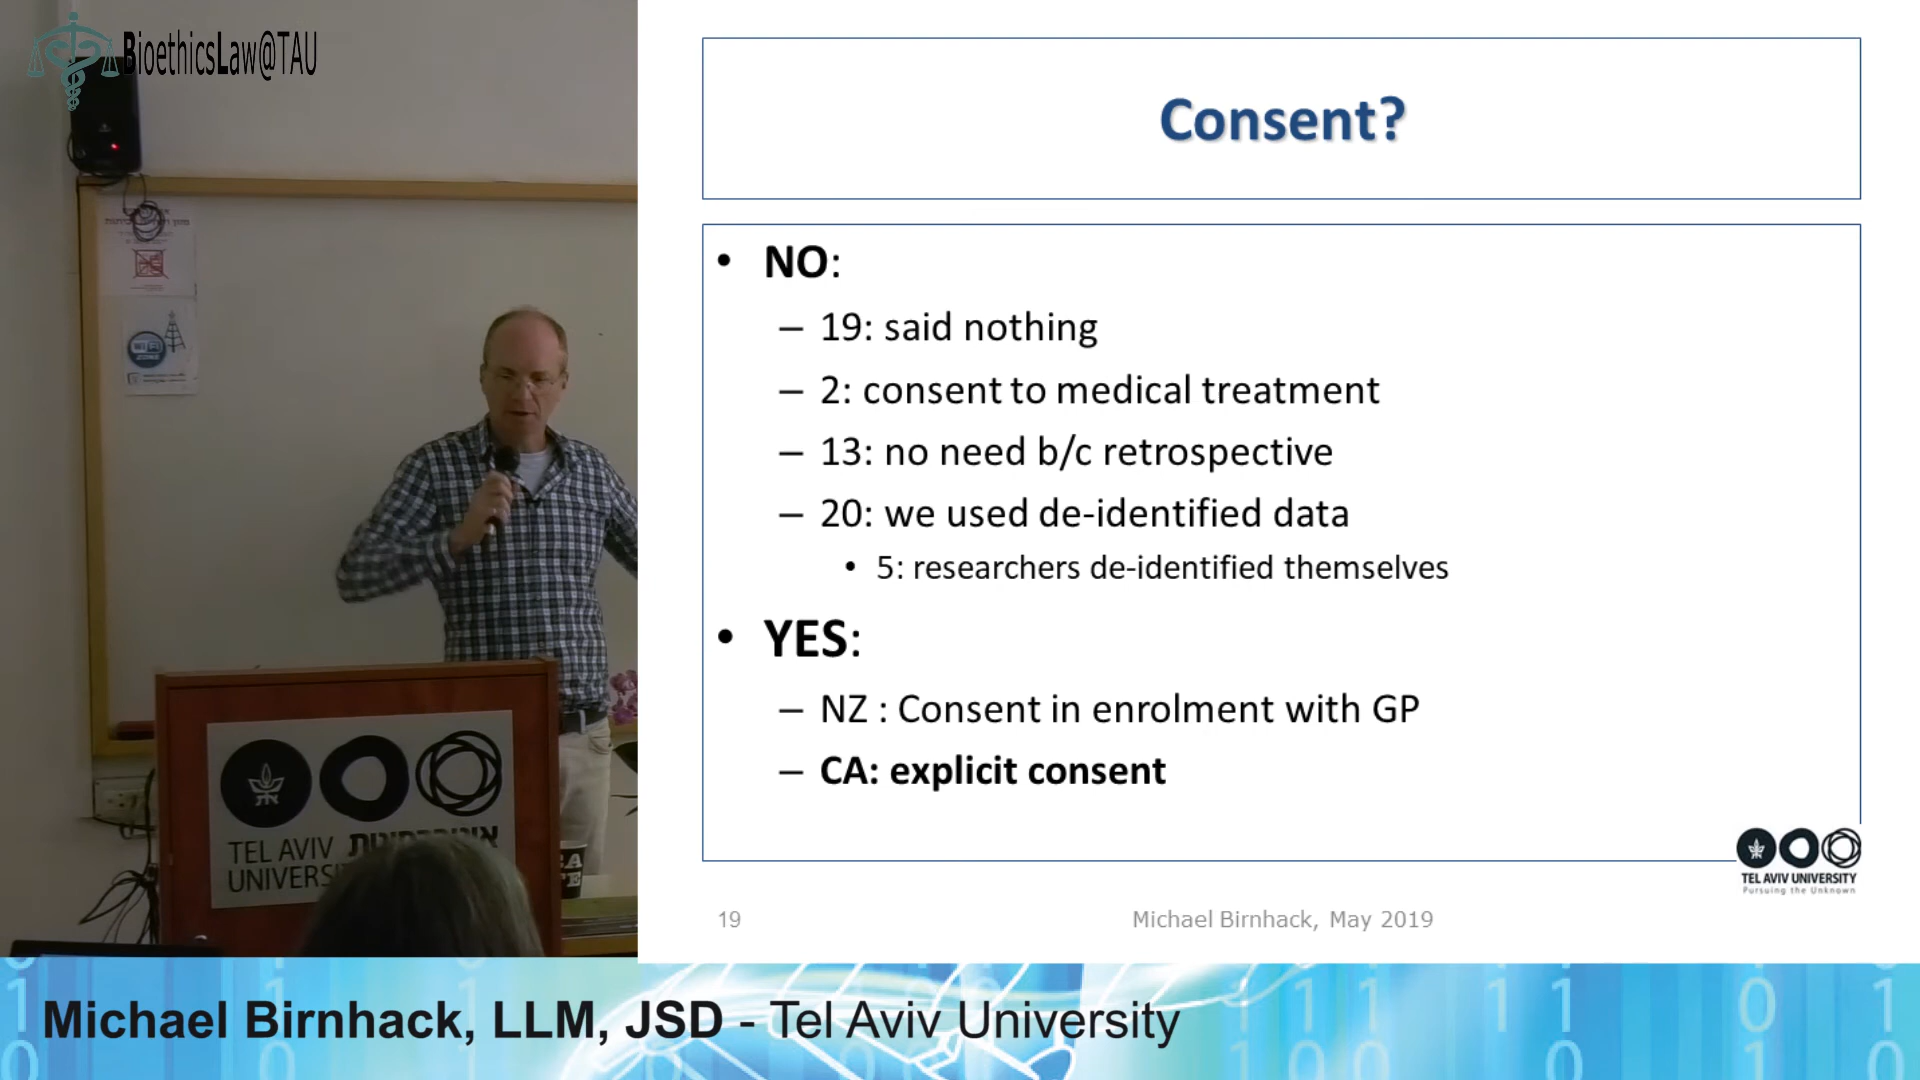 BioethicsLaw@TAU
Consent?
• NO:
– 19: said nothing
– 2: consent to medical treatment
– 13: no need b/c retrospective
– 20: we used de-identified data
• 5: researchers de-identified themselves
• YES:
– NZ : Consent in enrolment with GP
– CA: explicit consent
TEL AVIV UNIVERSITY
Pursuing the Unknown
19
Michael Birnhack, May 2019
Wi Fi
ZONE
TEL AVIV
Michael Birnhack, LLM, JSD - Tel Aviv University